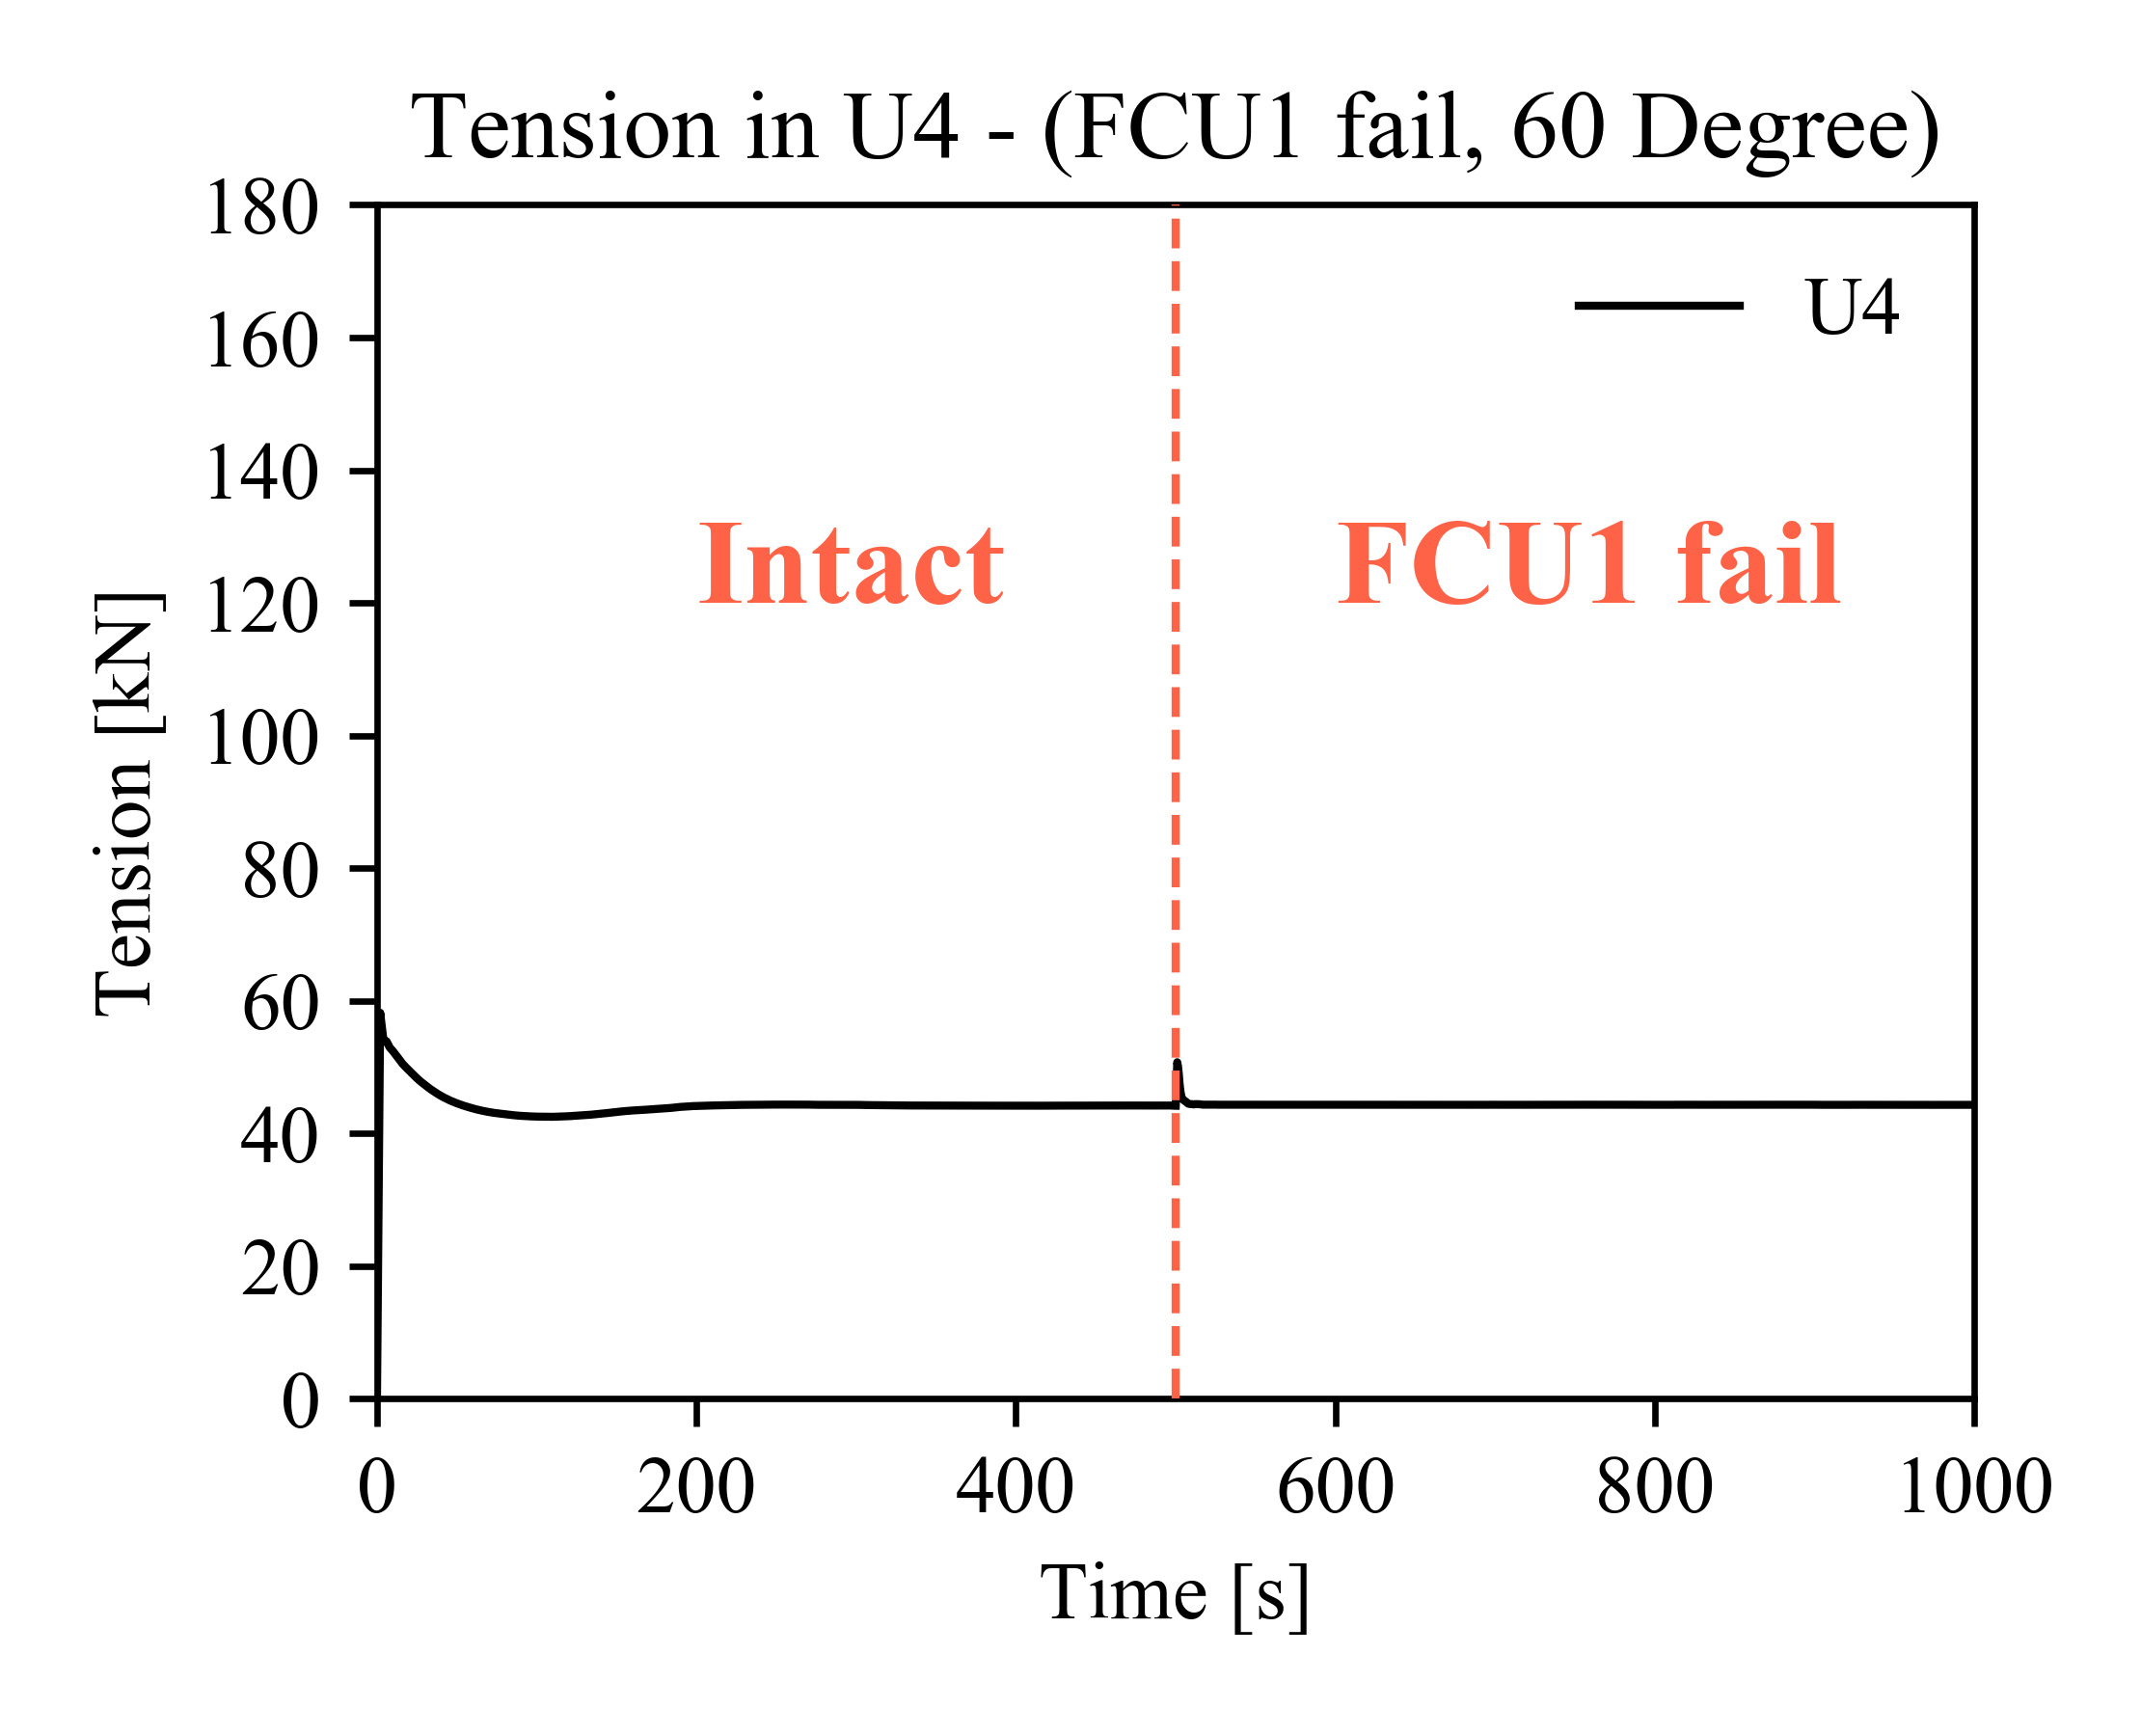 Tension in U4 - (FCU1 fail, 60 Degree)
180
160
140
120
100
80
60
40
20
0
Tension [kN]
U4
Intact
FCU1 fail
0 200 400 600 800 1000
Time [s]